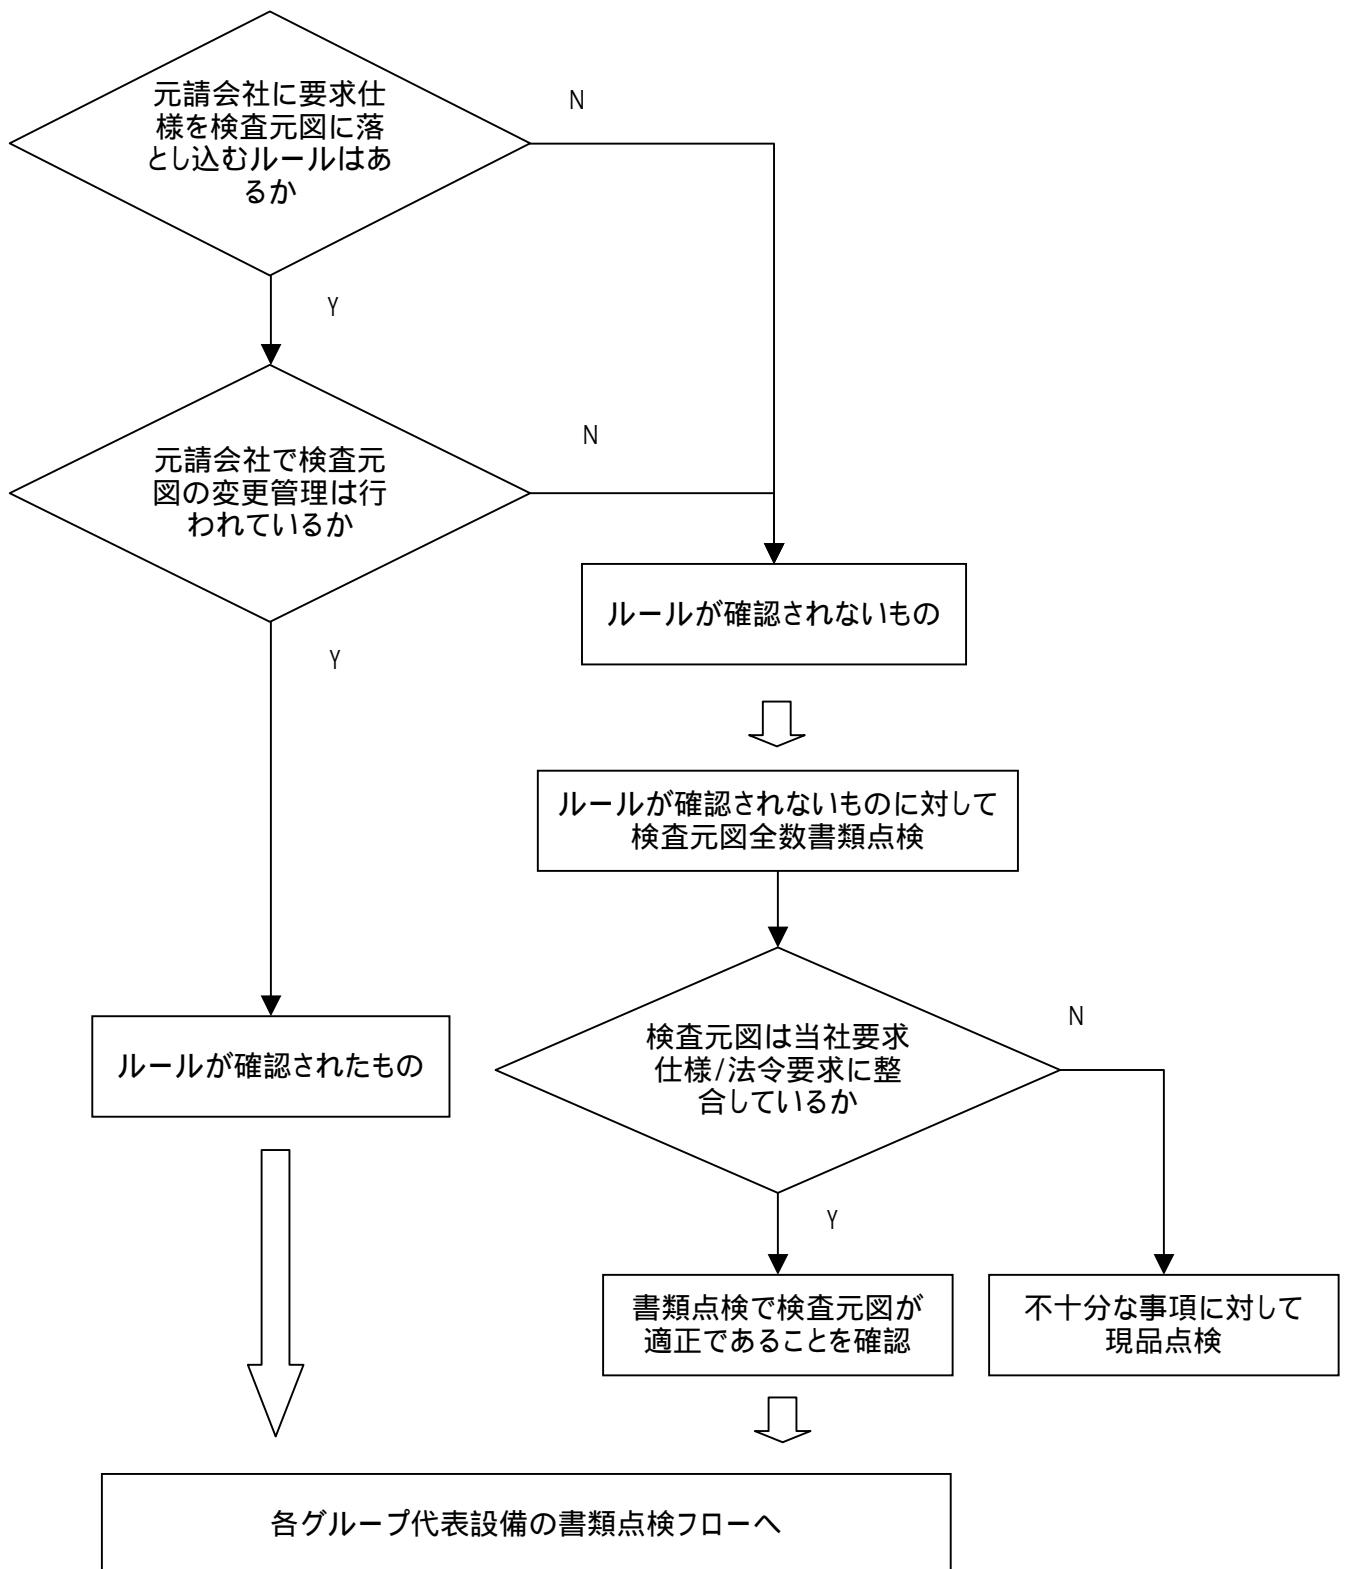 元請会社に要求仕
様を検査元図に落
とし込むルールはあ
るか
N
Y
元請会社で検査元
図の変更管理は行
われているか
N
Y
ルールが確認されないもの
ルールが確認されないものに対して
検査元図全数書類点検
検査元図は当社要求
仕様/法令要求に整
合しているか
N
Y
ルールが確認されたもの
書類点検で検査元図が
適正であることを確認
不十分な事項に対して
現品点検
各グループ代表設備の書類点検フローへ